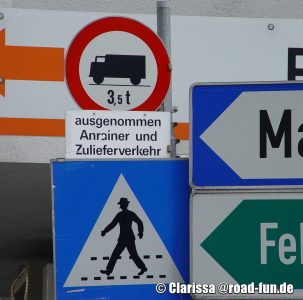 3,5 t
ausgenommen
Anrainer und
Zulieferverkehr
Ma
Fel
© Clarissa @road-fun.de